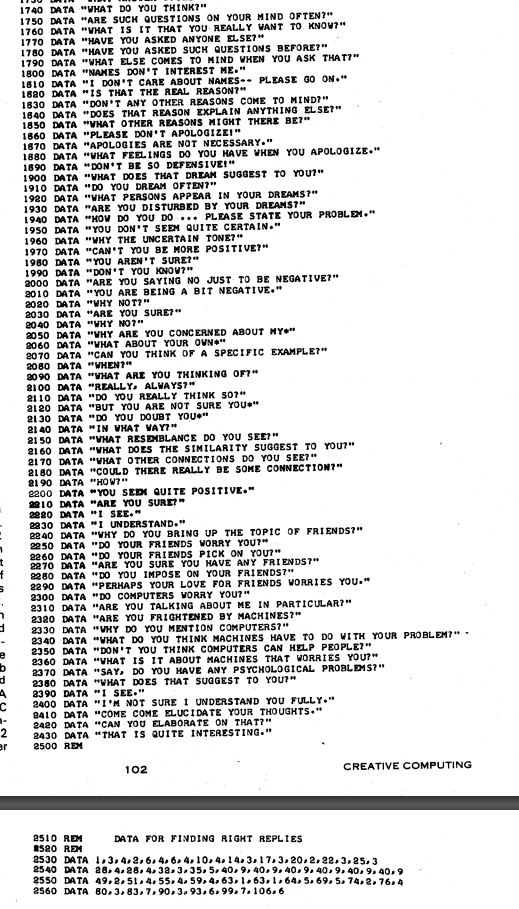 1740 DATA "WHAT DO YOU THINK?"
1750 DATA "ARE SUCH QUESTIONS ON YOUR MIND OFTEN?"
1760 DATA "WHAT IS IT THAT YOU REALLY WANT TO KNOW?"
1770 DATA "HAVE YOU ASKED ANYONE ELSE?"
1780 DATA "HAVE YOU ASKED SUCH QUESTIONS BEFORE?"
1790 DATA "WHAT ELSE COMES TO MIND WHEN YOU ASK THAT?"
1800 DATA "NAMES DON'T INTEREST ME."
1810 DATA "I DON'T CARE ABOUT NAMES-- PLEASE GO ON."
1820 DATA "IS THAT THE REAL REASON?"
1830 DATA "DON'T ANY OTHER REASONS COME TO MIND?"
1840 DATA "DOES THAT REASON EXPLAIN ANYTHING ELSE?"
1850 DATA "WHAT OTHER REASONS MIGHT THERE BE?"
1860 DATA "PLEASE DON'T APOLOGIZE!"
1870 DATA "APOLOGIES ARE NOT NECESSARY."
1880 DATA "WHAT FEELINGS DO YOU HAVE WHEN YOU APOLOGIZE."
1890 DATA "DON'T BE SO DEFENSIVE!"
1900 DATA "WHAT DOES THAT DREAM SUGGEST TO YOU?"
1910 DATA "DO YOU DREAM OFTEN?"
1920 DATA "WHAT PERSONS APPEAR IN YOUR DREAMS?"
1930 DATA "ARE YOU DISTURBED BY YOUR DREAMS?"
1940 DATA "HOW DO YOU DO ... PLEASE STATE YOUR PROBLEM."
1950 DATA "YOU DON'T SEEM QUITE CERTAIN."
1960 DATA "WHY THE UNCERTAIN TONE?"
1970 DATA "CAN'T YOU BE MORE POSITIVE?"
1980 DATA "YOU AREN'T SURE?"
1990 DATA "DON'T YOU KNOW?"
2000 DATA "ARE YOU SAYING NO JUST TO BE NEGATIVE?"
2010 DATA "YOU ARE BEING A BIT NEGATIVE."
2020 DATA "WHY NOT?"
2030 DATA "ARE YOU SURE?"
2040 DATA "WHY NO?"
2050 DATA "WHY ARE YOU CONCERNED ABOUT MY*"
2060 DATA "WHAT ABOUT YOUR OWN*"
2070 DATA "CAN YOU THINK OF A SPECIFIC EXAMPLE?"
2080 DATA "WHEN?"
2090 DATA "WHAT ARE YOU THINKING OF?"
2100 DATA "REALLY, ALWAYS?"
2110 DATA "DO YOU REALLY THINK SO?"
2120 DATA "BUT YOU ARE NOT SURE YOU*"
2130 DATA "DO YOU DOUBT YOU*"
2140 DATA "IN WHAT WAY?"
2150 DATA "WHAT RESEMBLANCE DO YOU SEE?"
2160 DATA "WHAT DOES THE SIMILARITY SUGGEST TO YOU?"
2170 DATA "WHAT OTHER CONNECTIONS DO YOU SEE?"
2180 DATA "COULD THERE REALLY BE SOME CONNECTION?"
2190 DATA "HOW?"
2200 DATA "YOU SEEM QUITE POSITIVE."
2210 DATA "ARE YOU SURE?"
2220 DATA "I SEE."
2230 DATA "I UNDERSTAND."
2240 DATA "WHY DO YOU BRING UP THE TOPIC OF FRIENDS?"
2250 DATA "DO YOUR FRIENDS WORRY YOU?"
2260 DATA "DO YOUR FRIENDS PICK ON YOU?"
2270 DATA "ARE YOU SURE YOU HAVE ANY FRIENDS?"
2280 DATA "DO YOU IMPOSE ON YOUR FRIENDS?"
2290 DATA "PERHAPS YOUR LOVE FOR FRIENDS WORRIES YOU."
2300 DATA "DO COMPUTERS WORRY YOU?"
2310 DATA "ARE YOU TALKING ABOUT ME IN PARTICULAR?"
2320 DATA "ARE YOU FRIGHTENED BY MACHINES?"
2330 DATA "WHY DO YOU MENTION COMPUTERS?"
2340 DATA "WHAT DO YOU THINK MACHINES HAVE TO DO WITH YOUR PROBLEM?"
2350 DATA "DON'T YOU THINK COMPUTERS CAN HELP PEOPLE?"
2360 DATA "WHAT IS IT ABOUT MACHINES THAT WORRIES YOU?"
2370 DATA "SAY, DO YOU HAVE ANY PSYCHOLOGICAL PROBLEMS?"
2380 DATA "WHAT DOES THAT SUGGEST TO YOU?"
2390 DATA "I SEE."
2400 DATA "I'M NOT SURE I UNDERSTAND YOU FULLY."
2410 DATA "COME COME ELUCIDATE YOUR THOUGHTS."
2420 DATA "CAN YOU ELABORATE ON THAT?"
2430 DATA "THAT IS QUITE INTERESTING."
2500 REM
102 CREATIVE COMPUTING
2510 REM DATA FOR FINDING RIGHT REPLIES
2520 REM
2530 DATA 1,3,4,2,6,4,6,4,10,4,14,3,17,3,20,2,22,3,25,3
2540 DATA 28,4,28,4,32,3,35,5,40,9,40,9,40,9,40,9,40,9,40,9
2550 DATA 49,2,51,4,55,4,59,4,63,1,63,1,64,5,69,5,74,2,76,4
2560 DATA 80,3,83,7,90,3,93,6,99,7,106,6